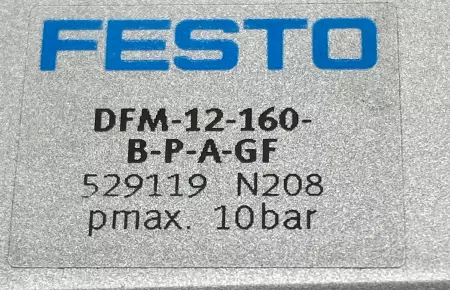 FESTO
DFM-12-160-
B-P-A-GF
529119 N208
pmax. 10bar